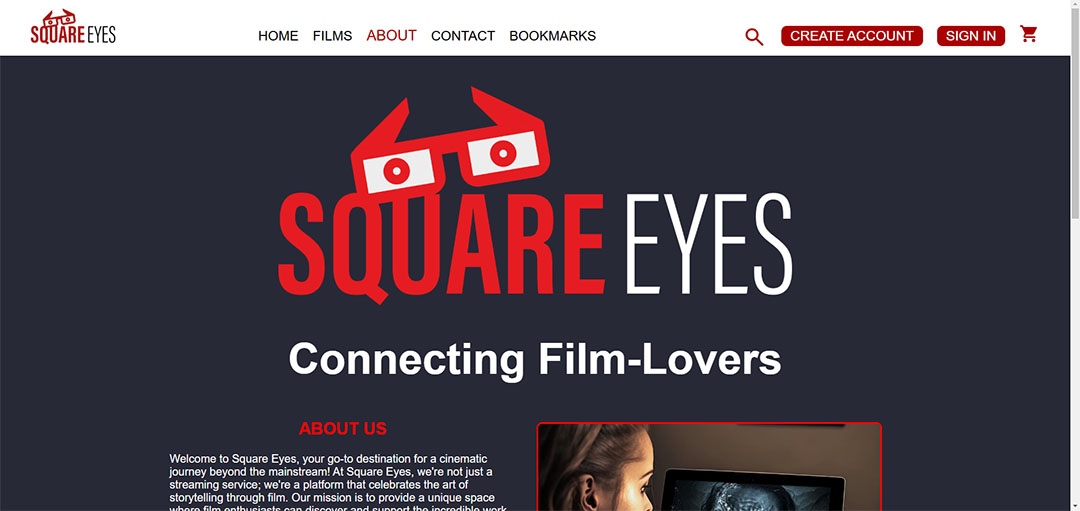 SQUARE EYES
HOME FILMS ABOUT CONTACT BOOKMARKS
CREATE ACCOUNT SIGN IN
SQUARE EYES
Connecting Film-Lovers
ABOUT US
Welcome to Square Eyes, your go-to destination for a cinematic
journey beyond the mainstream! At Square Eyes, we're not just a
streaming service; we're a platform that celebrates the art of
storytelling through film. Our mission is to provide a unique space
where film enthusiasts can discover and support the incredible work